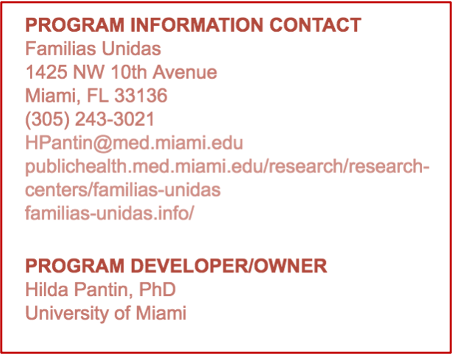 PROGRAM INFORMATION CONTACT
Familias Unidas
1425 NW 10th Avenue
Miami, FL 33136
(305) 243-3021
HPantin@med.miami.edu
publichealth.med.miami.edu/research/research-
centers/familias-unidas
familias-unidas.info/
PROGRAM DEVELOPER/OWNER
Hilda Pantin, PhD
University of Miami